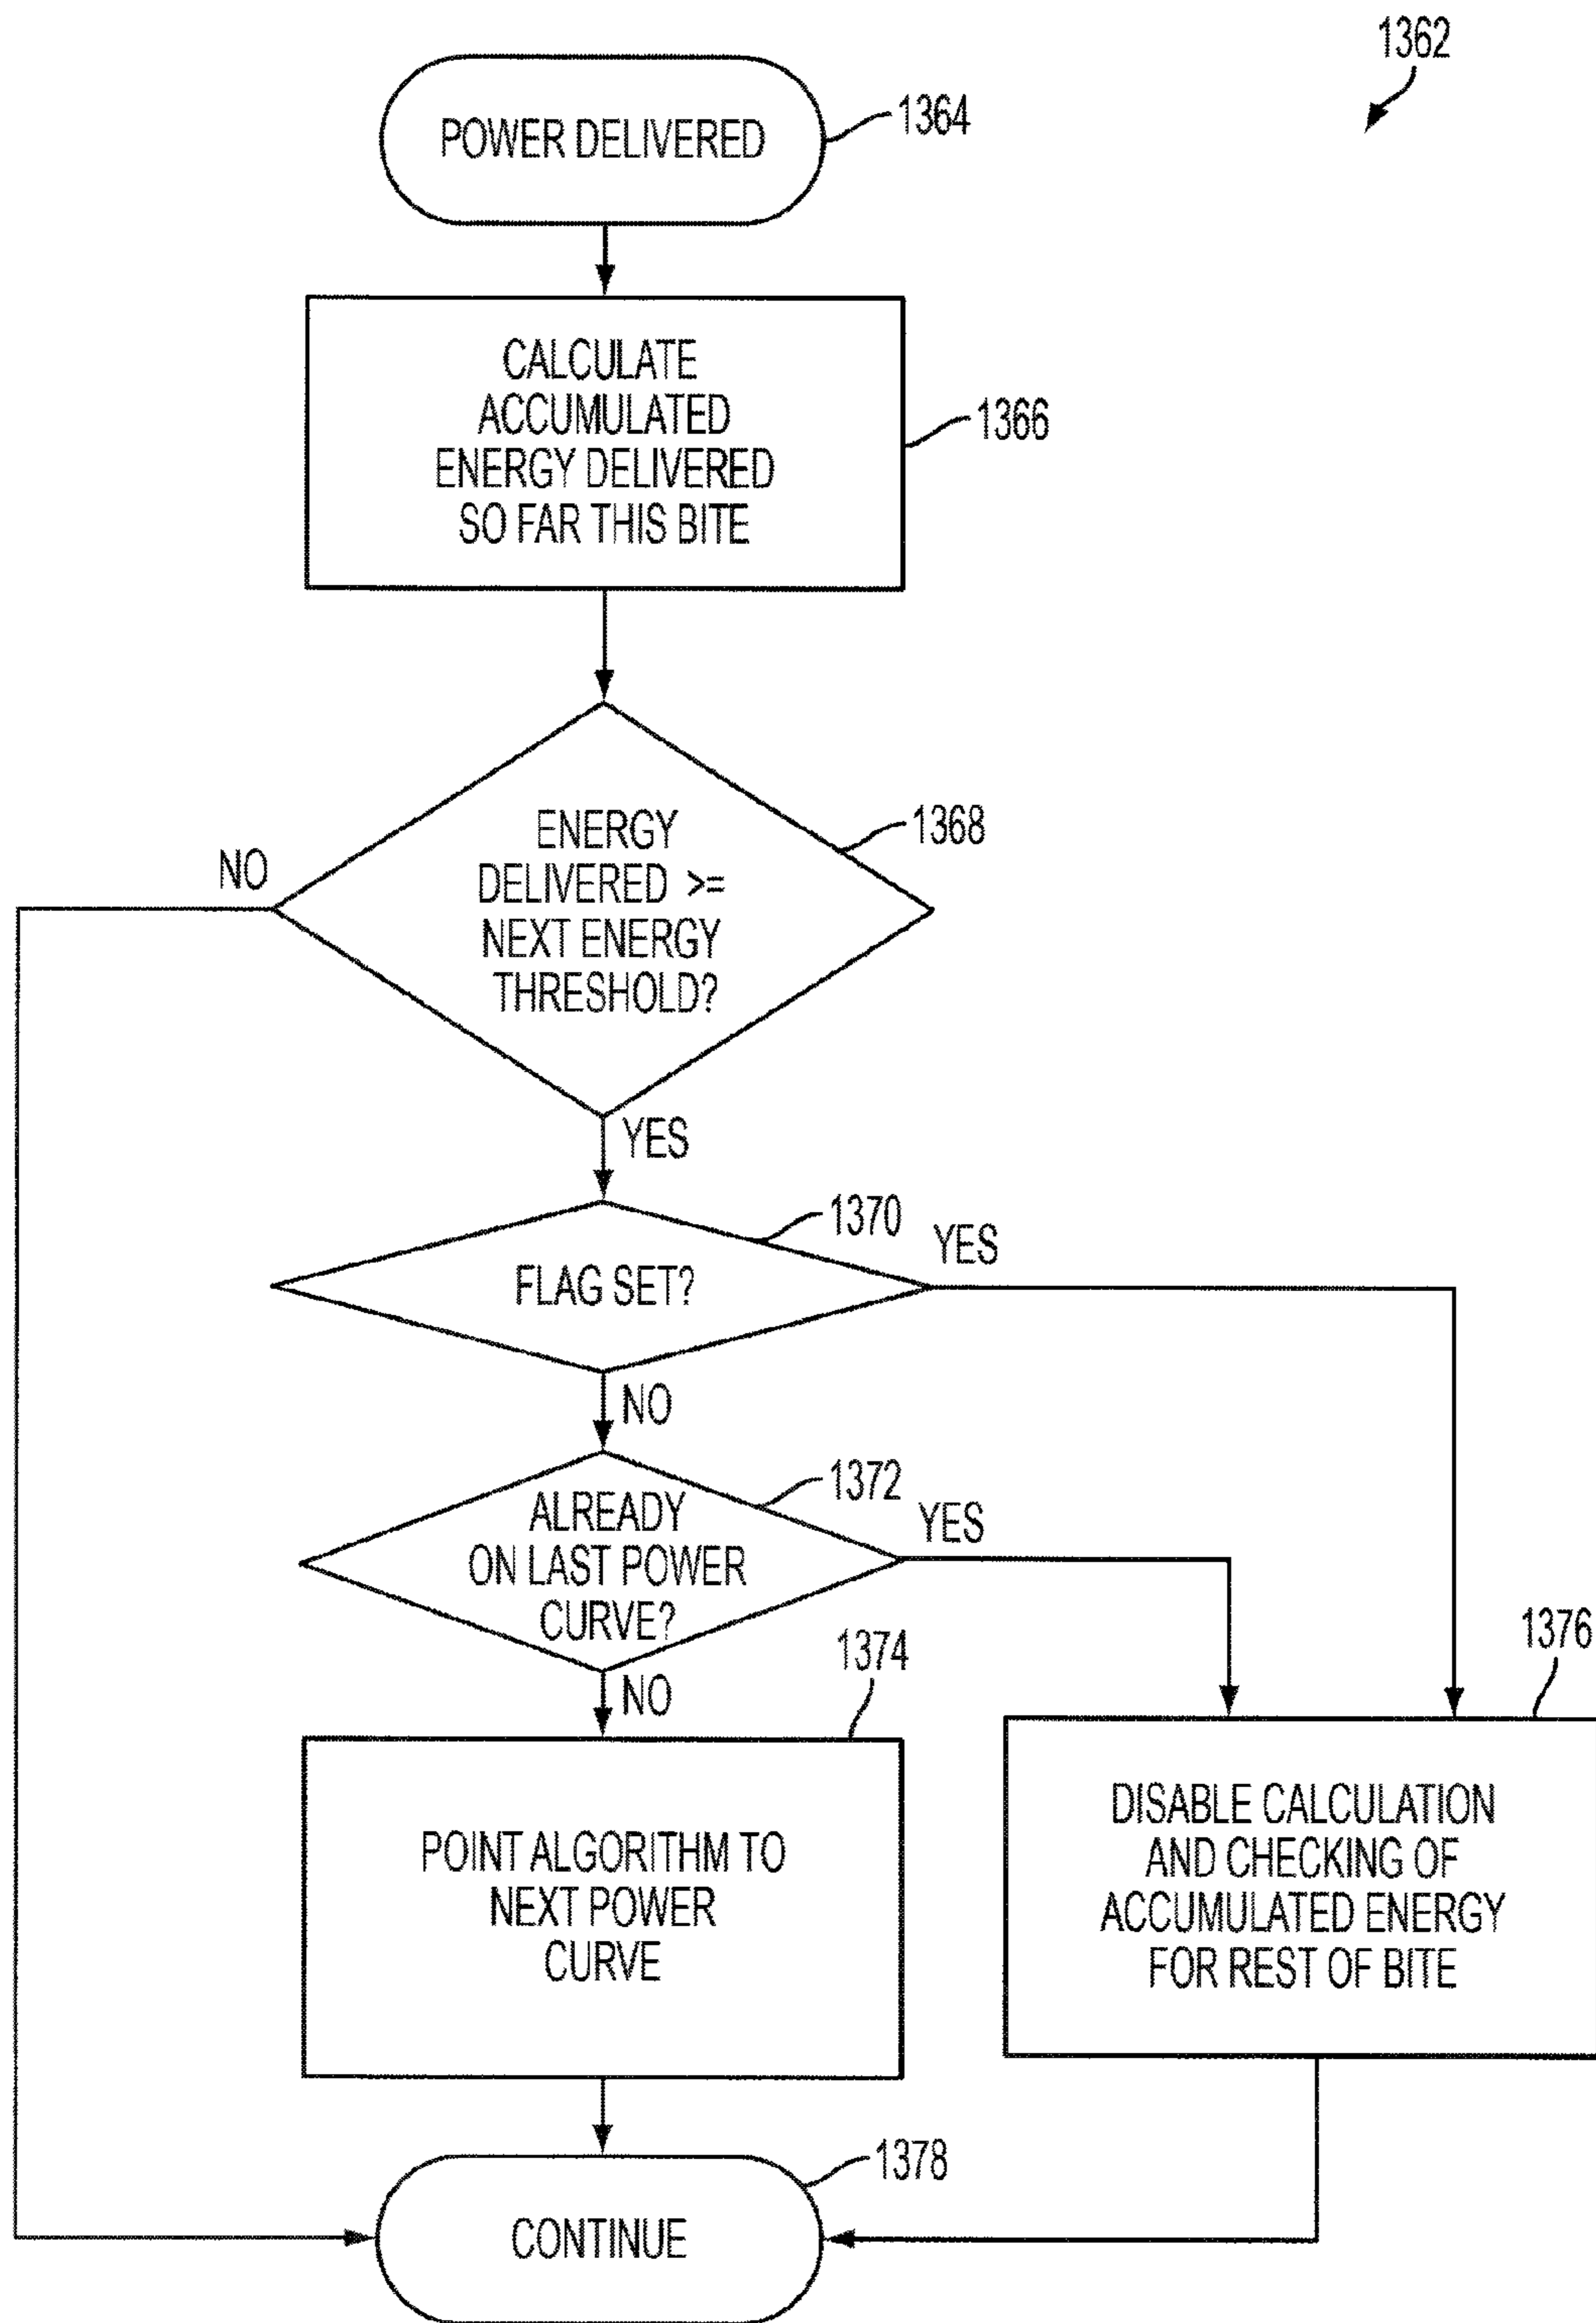 1362
POWER DELIVERED
1364
CALCULATE
ACCUMULATED
ENERGY DELIVERED
SO FAR THIS BITE
1366
ENERGY
DELIVERED >=
NEXT ENERGY
THRESHOLD?
1368
NO
YES
FLAG SET?
1370
YES
NO
ALREADY
ON LAST POWER
CURVE?
1372
YES
NO
1374
POINT ALGORITHM TO
NEXT POWER
CURVE
1376
DISABLE CALCULATION
AND CHECKING OF
ACCUMULATED ENERGY
FOR REST OF BITE
CONTINUE
1378